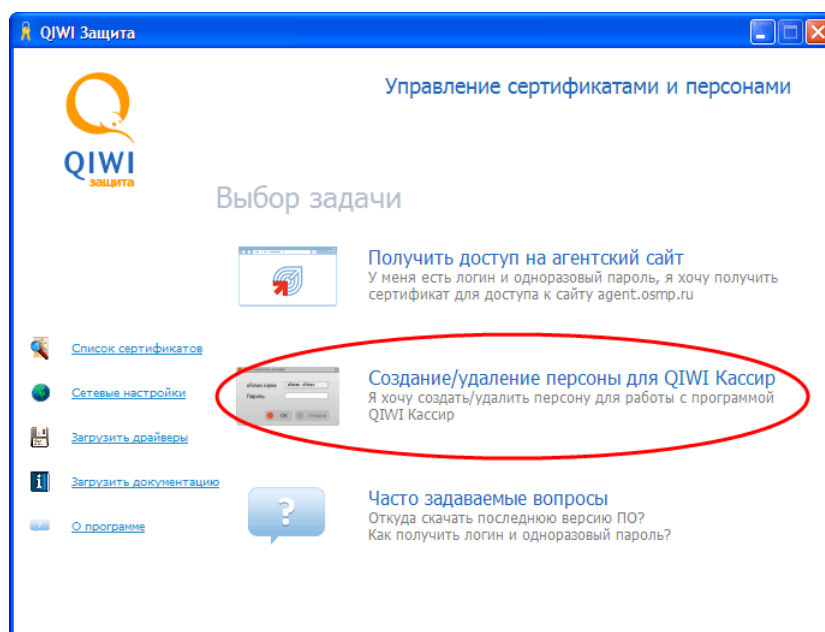 QIWI Защита
Управление сертификатами и персонами
QIWI
защита
Выбор задачи
Получить доступ на агентский сайт
У меня есть логин и одноразовый пароль, я хочу получить
сертификат для доступа к сайту agent.osmp.ru
Список сертификатов
Сетевые настройки
Загрузить драйверы
Загрузить документацию
О программе
Пароль
OK
Создание/удаление персоны для QIWI Кассир
Я хочу создать/удалить персону для работы с программой
QIWI Кассир
Часто задаваемые вопросы
Откуда скачать последнюю версию ПО?
Как получить логин и одноразовый пароль?